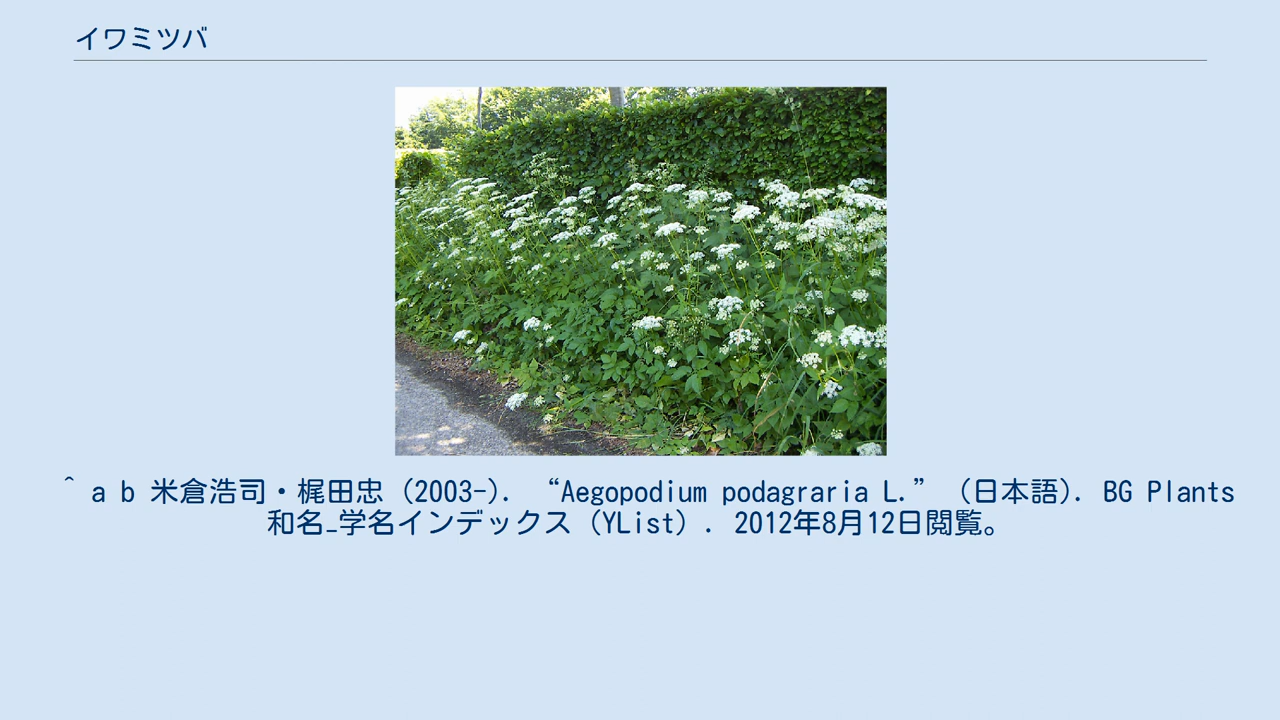 イワミツバ
^ a b 米倉浩司・梶田忠 (2003-). “Aegopodium podagraria L.” (日本語). BG Plants
和名_学名インデックス（YList）. 2012年8月12日閲覧。